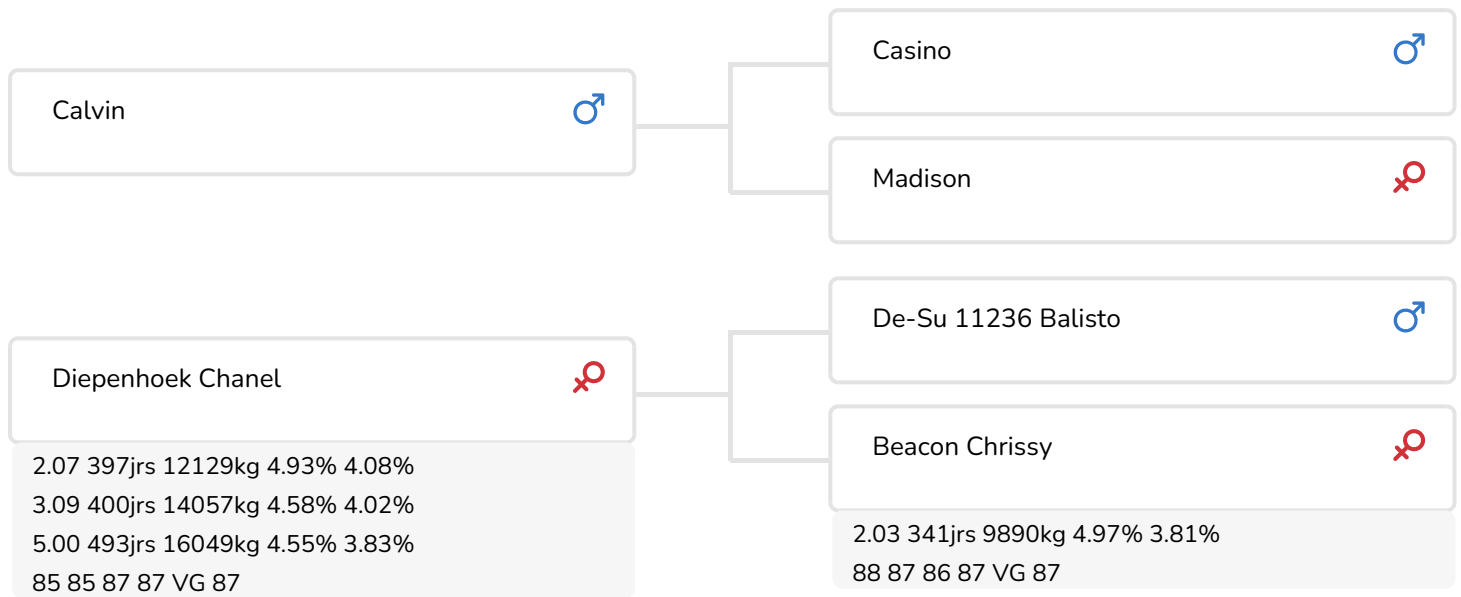 Calvin
Casino
Madison
Diepenhoek Chanel
2.07 397jrs 12129kg 4.93% 4.08%
3.09 400jrs 14057kg 4.58% 4.02%
5.00 493jrs 16049kg 4.55% 3.83%
85 85 87 87 VG 87
De-Su 11236 Balisto
Beacon Chrissy
2.03 341jrs 9890kg 4.97% 3.81%
88 87 86 87 VG 87